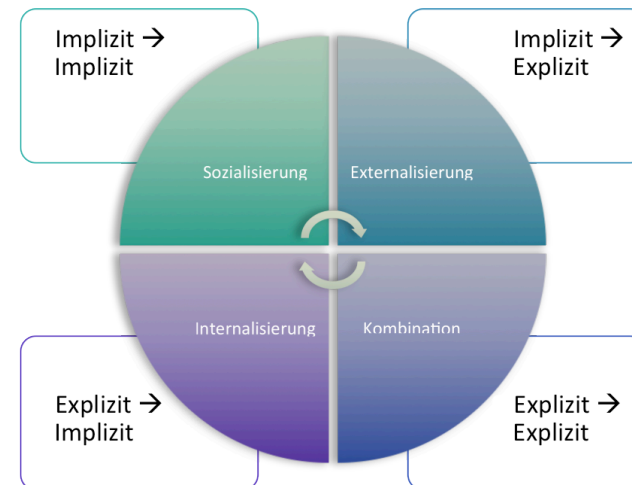 Implizit →
Implizit
Implizit →
Explizit
Sozialisierung
Externalisierung
Internalisierung
Kombination
Explizit →
Implizit
Explizit →
Explizit